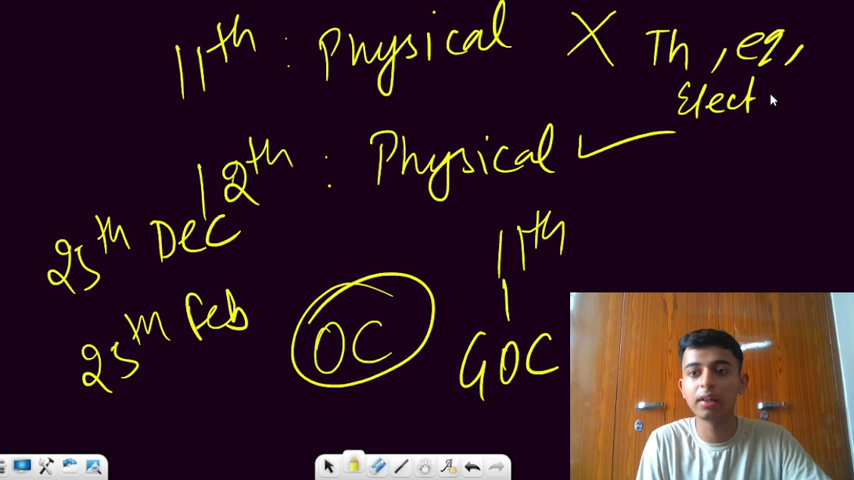 11th : Physical X Th, eq,
Elect
12th : Physical ✓
25th Dec
11th
25th Feb
OC
GOC